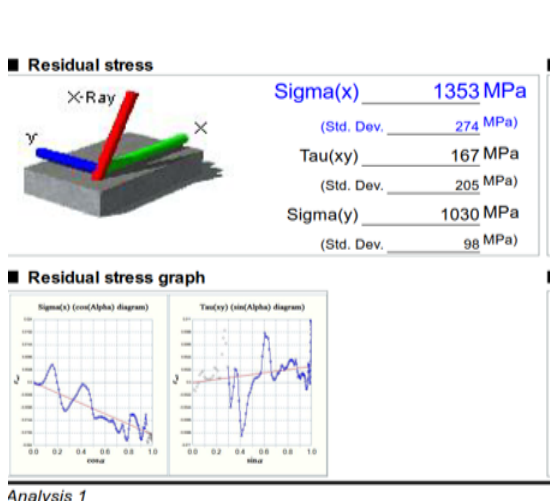 ■ Residual stress
X-Ray
y
X
Sigma(x) 1353 MPa
(Std. Dev. 274 MPa)
Tau(xy) 167 MPa
(Std. Dev. 205 MPa)
Sigma(y) 1030 MPa
(Std. Dev. 98 MPa)
■ Residual stress graph
Sigma(x) (cos(Alpha) diagram)
Tau(xy) (sin(Alpha) diagram)
0.0 0.2 0.4 0.6 0.8 1.0
cosα
0.0 0.2 0.4 0.6 0.8 1.0
sinα
Analysis 1